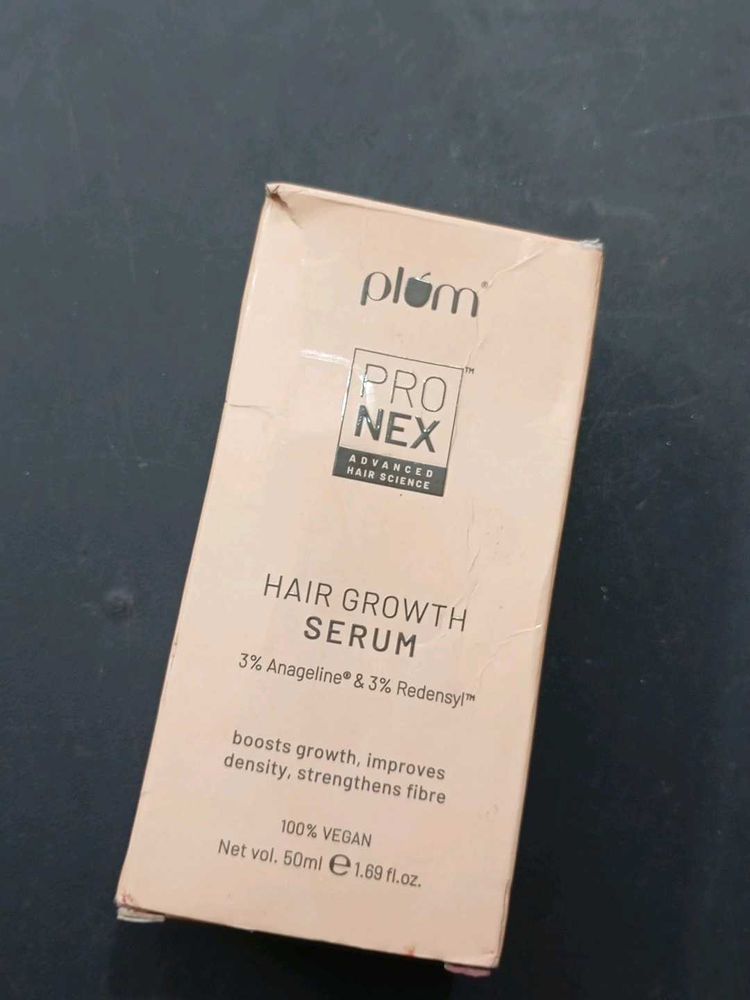 plum®
PRO™
NEX
ADVANCED
HAIR SCIENCE
HAIR GROWTH
SERUM
3% Anageline® & 3% Redensyl™
boosts growth, improves
density, strengthens fibre
100% VEGAN
Net vol. 50ml ℮ 1.69 fl.oz.